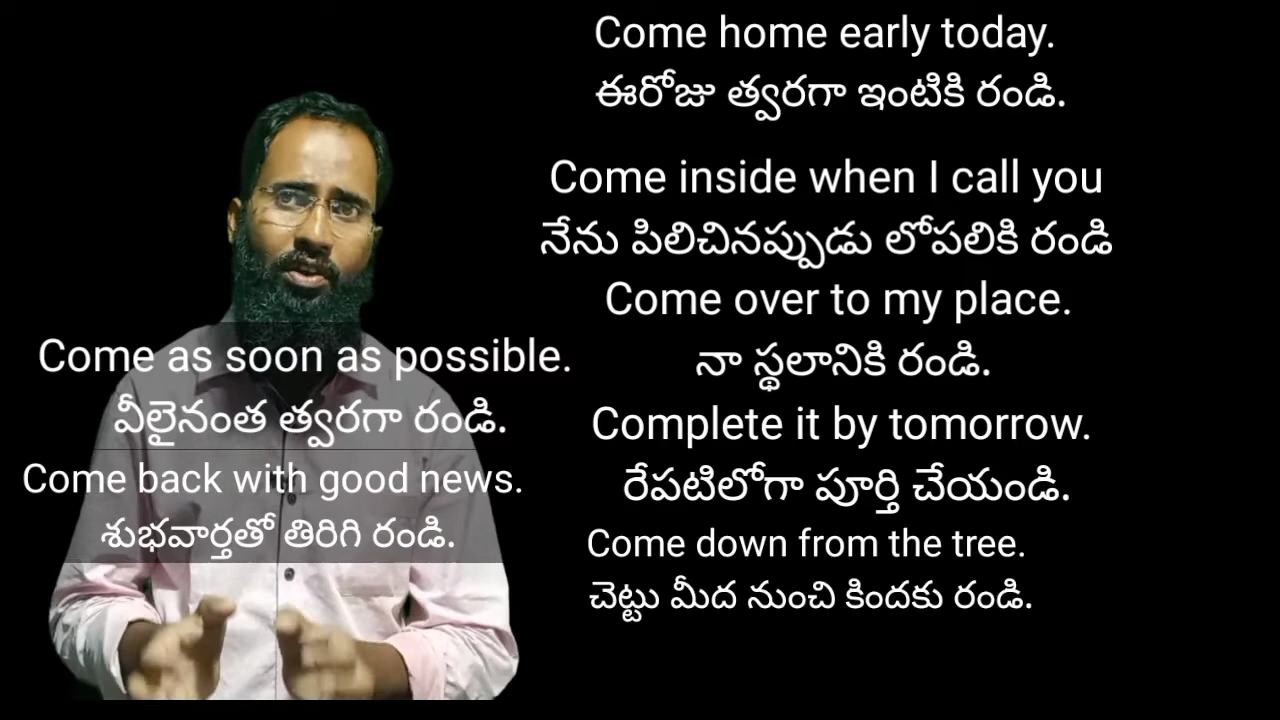 Come home early today.
ఈరోజు త్వరగా ఇంటికి రండి.
Come inside when I call you
నేను పిలిచినప్పుడు లోపలికి రండి
Come over to my place.
నా స్థలానికి రండి.
Come as soon as possible.
వీలైనంత త్వరగా రండి.
Complete it by tomorrow.
రేపటిలోగా పూర్తి చేయండి.
Come back with good news.
శుభవార్తతో తిరిగి రండి.
Come down from the tree.
చెట్టు మీద నుంచి కిందకు రండి.